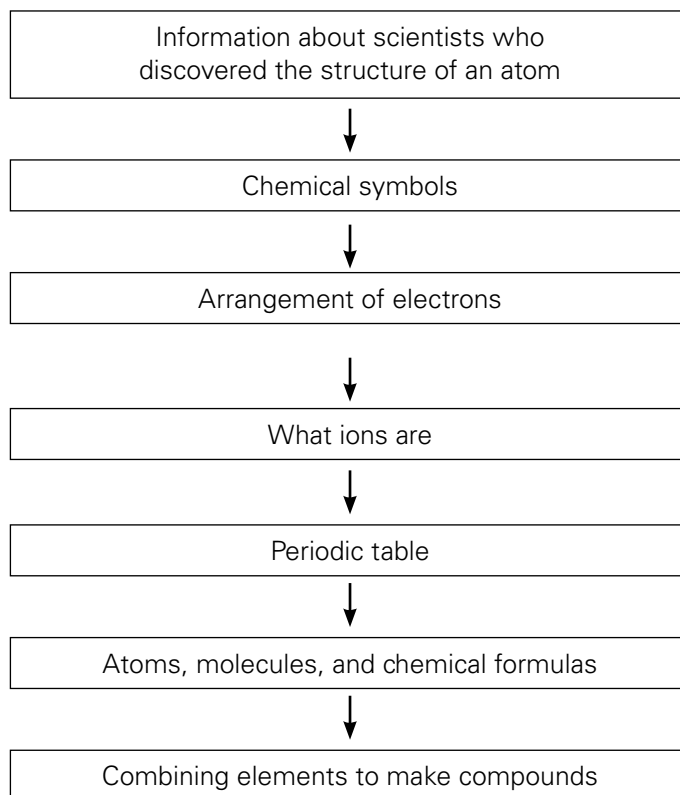 Information about scientists who
discovered the structure of an atom
Chemical symbols
Arrangement of electrons
What ions are
Periodic table
Atoms, molecules, and chemical formulas
Combining elements to make compounds